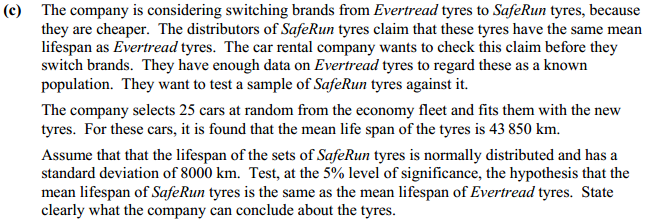 (c) The company is considering switching brands from Evertread tyres to SafeRun tyres, because
they are cheaper. The distributors of SafeRun tyres claim that these tyres have the same mean
lifespan as Evertread tyres. The car rental company wants to check this claim before they
switch brands. They have enough data on Evertread tyres to regard these as a known
population. They want to test a sample of SafeRun tyres against it.
The company selects 25 cars at random from the economy fleet and fits them with the new
tyres. For these cars, it is found that the mean life span of the tyres is 43 850 km.
Assume that that the lifespan of the sets of SafeRun tyres is normally distributed and has a
standard deviation of 8000 km. Test, at the 5% level of significance, the hypothesis that the
mean lifespan of SafeRun tyres is the same as the mean lifespan of Evertread tyres. State
clearly what the company can conclude about the tyres.